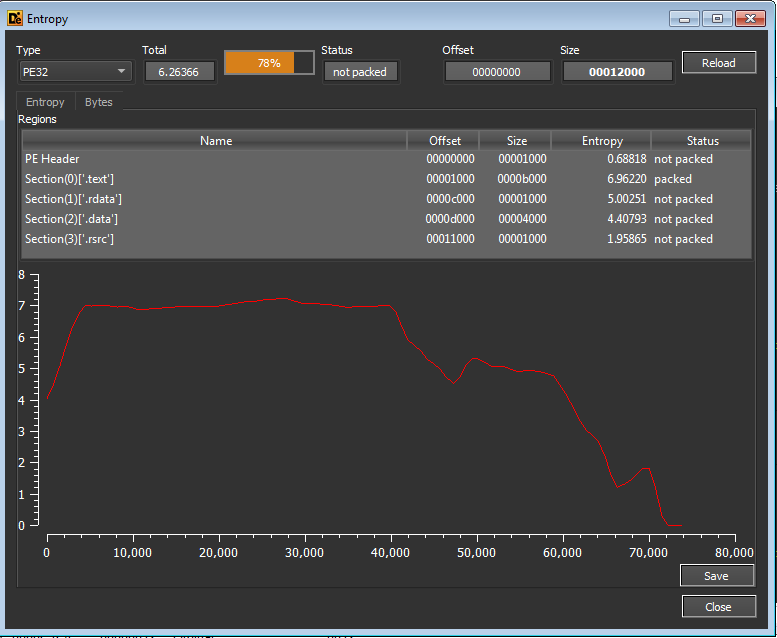 Entropy
Type Total Status Offset Size
PE32 6.26366 78% not packed 00000000 00012000 Reload
Entropy Bytes
Regions
Name Offset Size Entropy Status
PE Header 00000000 00001000 0.68818 not packed
Section(0)['.text'] 00001000 0000b000 6.96220 packed
Section(1)['.rdata'] 0000c000 00001000 5.00251 not packed
Section(2)['.data'] 0000d000 00004000 4.40793 not packed
Section(3)['.rsrc'] 00011000 00001000 1.95865 not packed
8
7
6
5
4
3
2
1
0
0 10,000 20,000 30,000 40,000 50,000 60,000 70,000 80,000
Save
Close